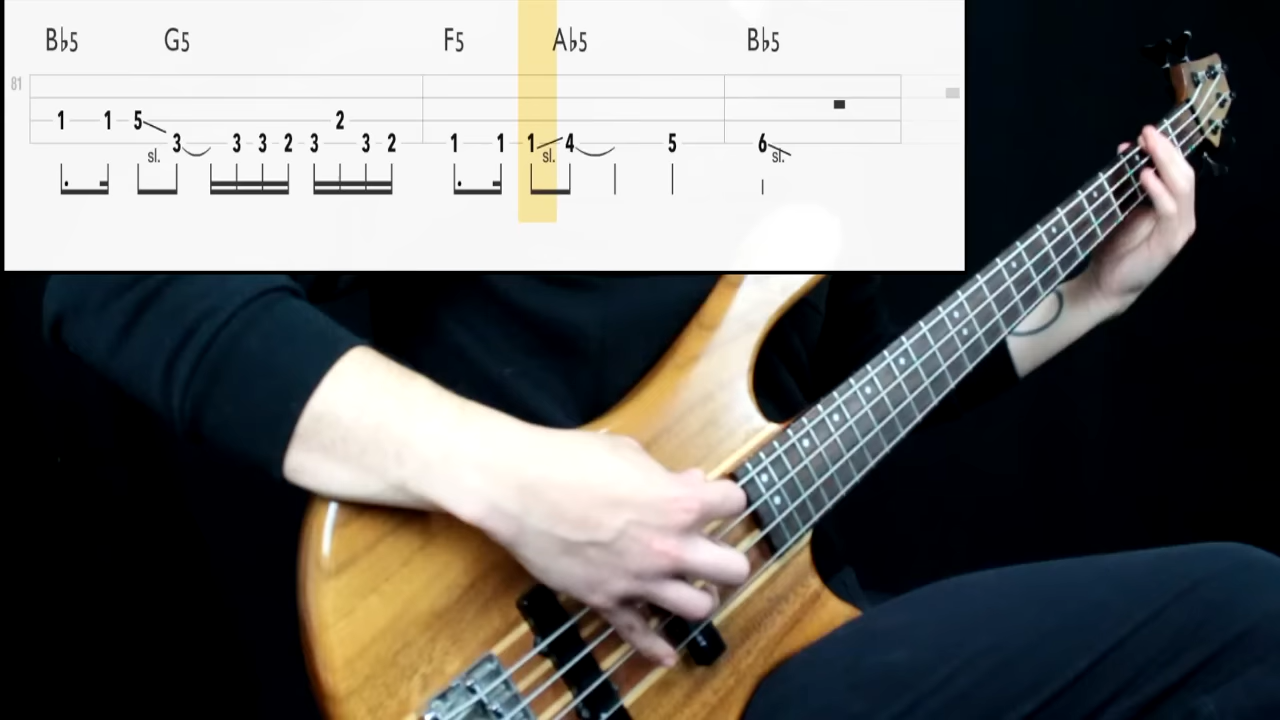 B♭5 G5 F5 A♭5 B♭5
81
1 1 5 2
3 3 3 2 3 3 2 1 1 1 4 5 6
sl. sl. sl.